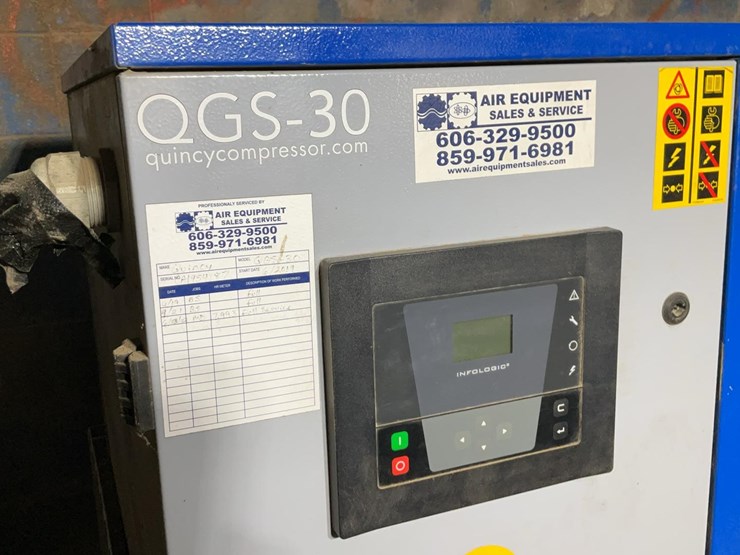 QGS-30
quincycompressor.com
AIR EQUIPMENT
SALES & SERVICE
606-329-9500
859-971-6981
www.airequipmentsales.com
PROFESSIONALLY SERVICED BY
AIR EQUIPMENT
SALES & SERVICE
606-329-9500
859-971-6981
www.airequipmentsales.com
MAKE MODEL
SERIAL NO. START DATE
DATE JOB# HR METER DESCRIPTION OF WORK PERFORMED
INFOLOGIC